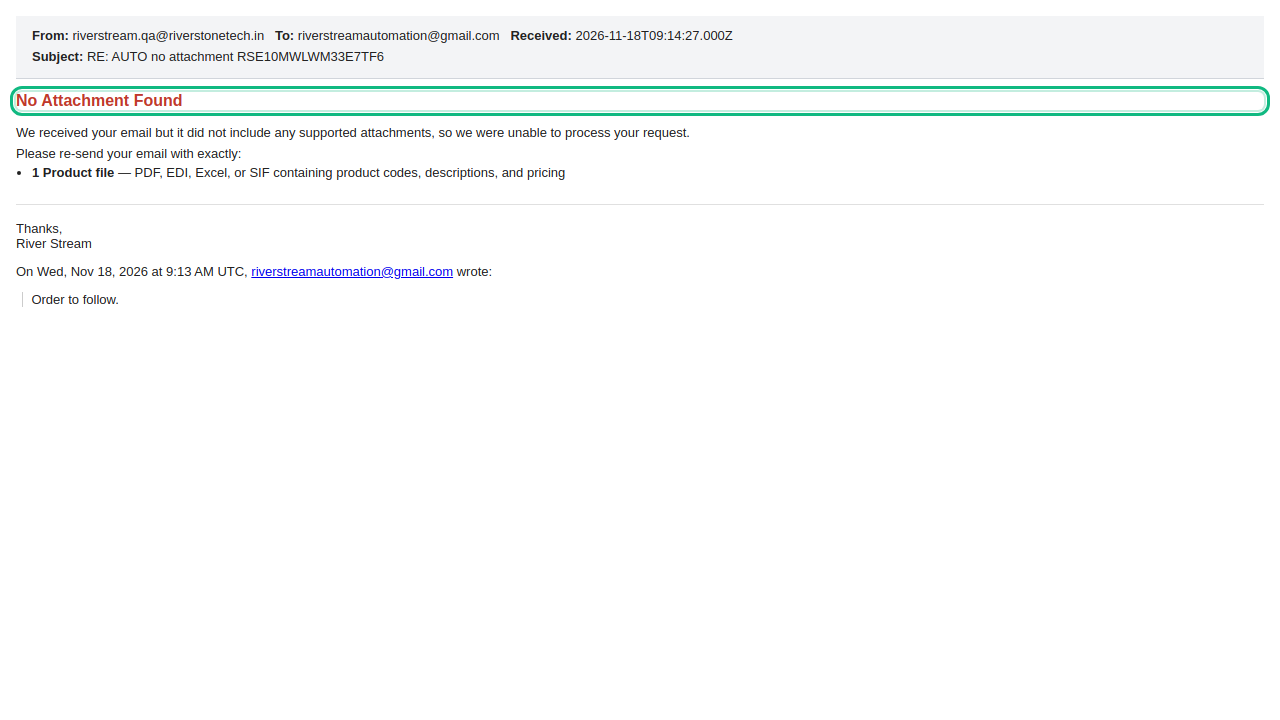 From: riverstream.qa@riverstonetech.in To: riverstreamautomation@gmail.com Received: 2026-11-18T09:14:27.000Z
Subject: RE: AUTO no attachment RSE10MWLWM33E7TF6
No Attachment Found
We received your email but it did not include any supported attachments, so we were unable to process your request.
Please re-send your email with exactly:
• 1 Product file — PDF, EDI, Excel, or SIF containing product codes, descriptions, and pricing
Thanks,
River Stream
On Wed, Nov 18, 2026 at 9:13 AM UTC, riverstreamautomation@gmail.com wrote:
Order to follow.